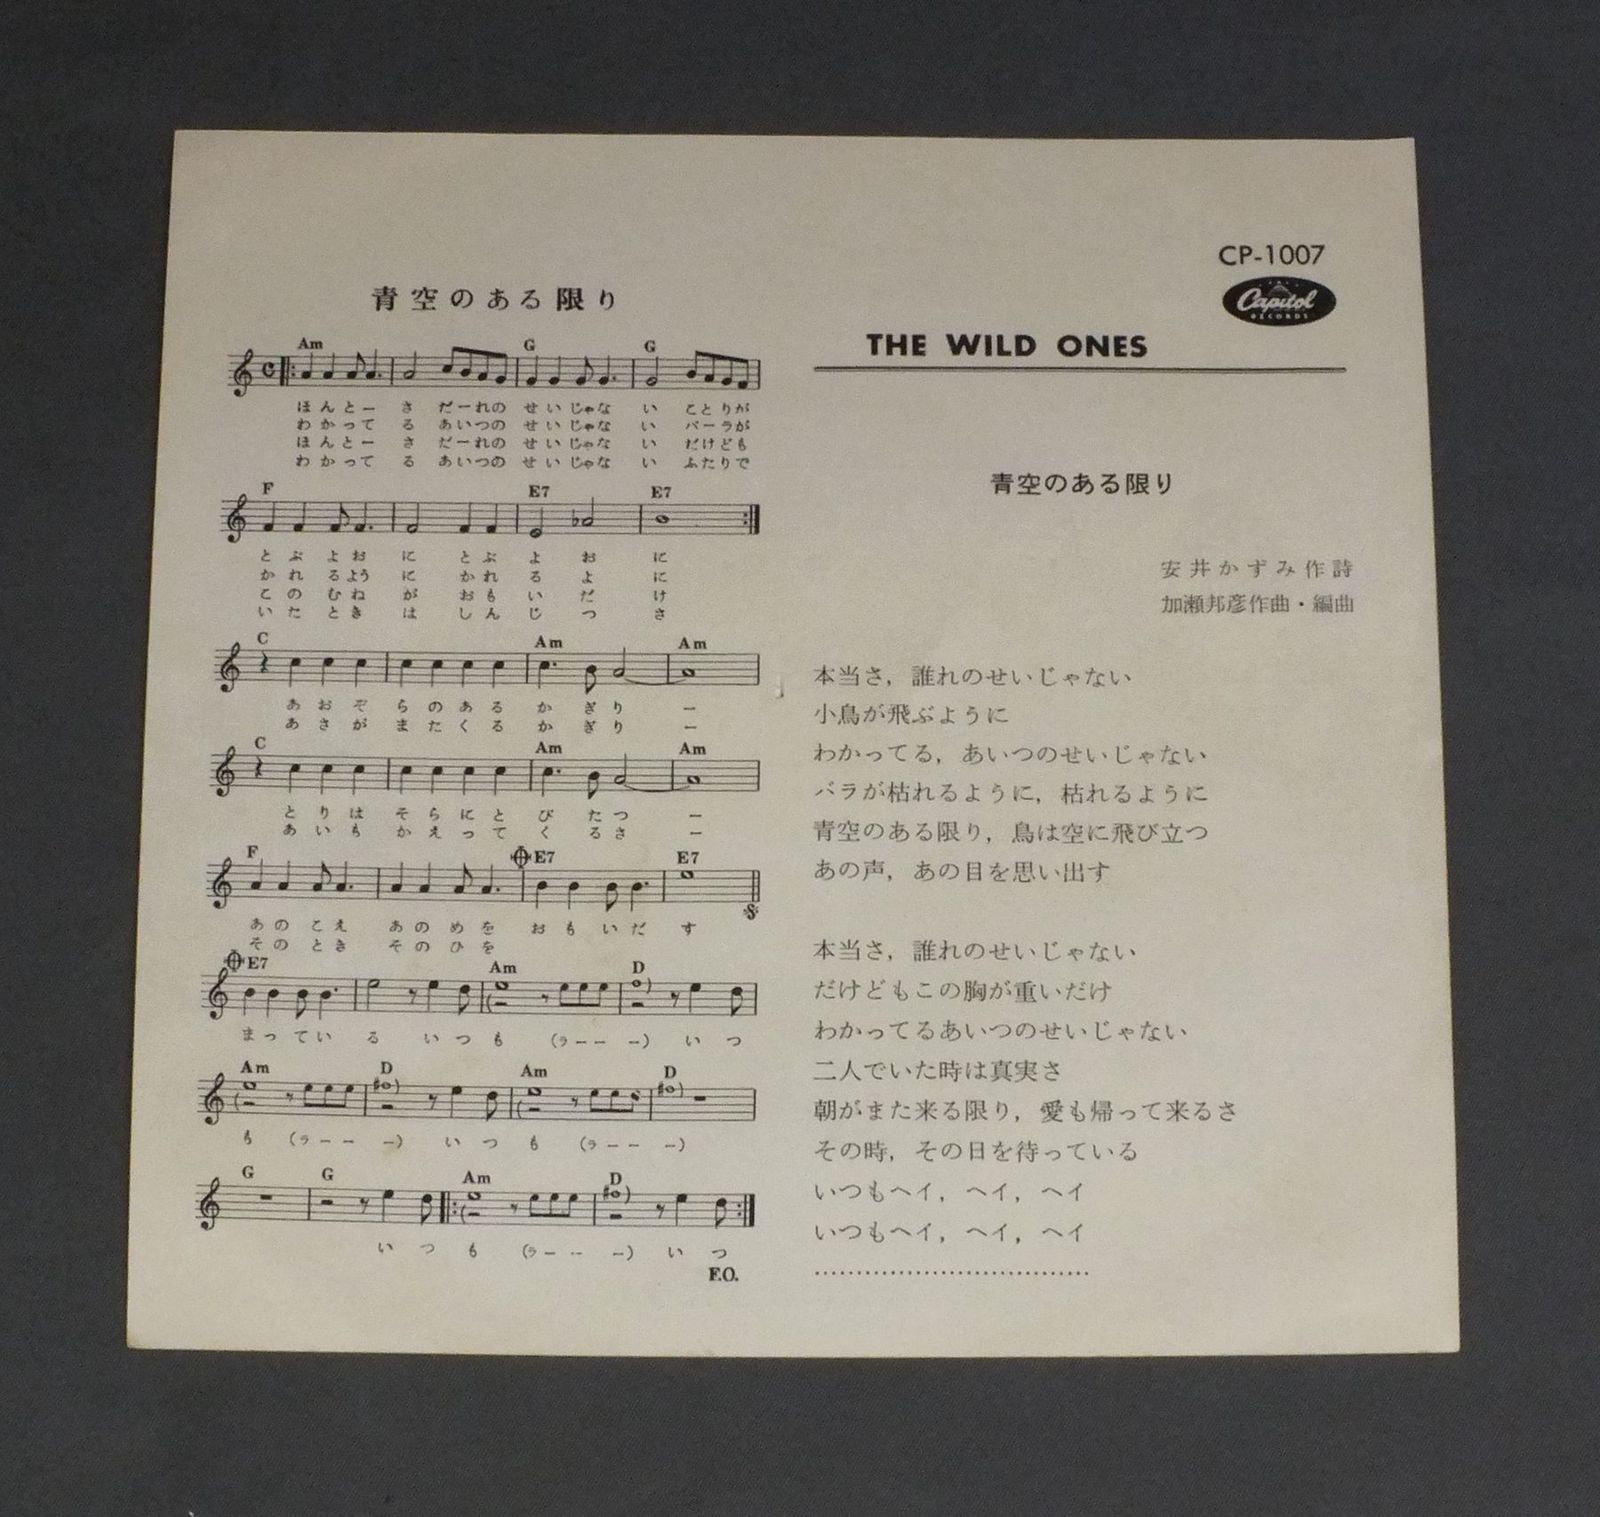 CP-1007
Capitol
RECORDS
THE WILD ONES
青空のある限り
Am G G
ほんとーさだーれのせいじゃないことりが
わかってるあいつのせいじゃないバーラが
ほんとーさだーれのせいじゃないだけども
わかってるあいつのせいじゃないふたりで
F E7 E7
とぶよおにとぶよおに
かれるようにかれるよに
このむねがおもいだけ
いたときはしんじつさ
C Am Am
あおぞらのあるかぎりー
あさがまたくるかぎりー
C Am Am
とりはそらにとびたつー
あいもかえってくるさー
F E7 E7
あのこえあのめをおもいだす
そのときそのひを
E7 Am D
まっているいつも(ラーーー)いつ
Am D Am D
も(ラーーー)いつも(ラーーー)
G G Am D
いつも(ラーーー)いつ
F.O.
青空のある限り
安井かずみ作詩
加瀬邦彦作曲・編曲
本当さ，誰れのせいじゃない
小鳥が飛ぶように
わかってる，あいつのせいじゃない
バラが枯れるように，枯れるように
青空のある限り，鳥は空に飛び立つ
あの声，あの目を思い出す
本当さ，誰れのせいじゃない
だけどもこの胸が重いだけ
わかってるあいつのせいじゃない
二人でいた時は真実さ
朝がまた来る限り，愛も帰って来るさ
その時，その日を待っている
いつもヘイ，ヘイ，ヘイ
いつもヘイ，ヘイ，ヘイ
………………………………